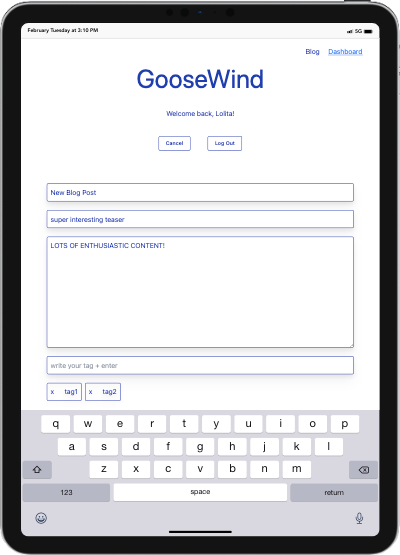 February Tuesday at 3:10 PM 5G
Blog Dashboard
GooseWind
Welcome back, Lolita!
Cancel Log Out
New Blog Post
super interesting teaser
LOTS OF ENTHUSIASTIC CONTENT!
write your tag + enter
x tag1 x tag2
q w e r t y u i o p
a s d f g h j k l
z x c v b n m
123 space return